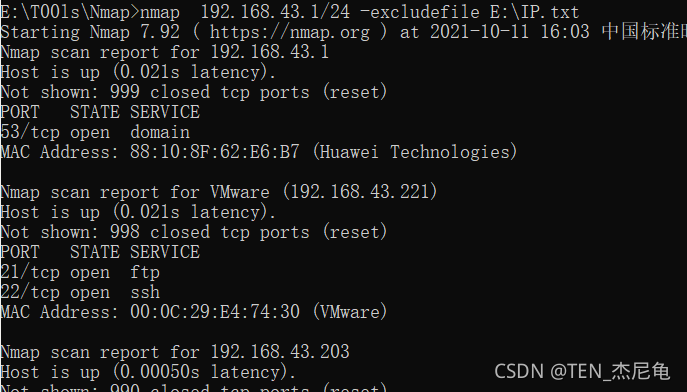 E:\T00ls\Nmap>nmap  192.168.43.1/24 -excludefile E:\IP.txt
Starting Nmap 7.92 ( https://nmap.org ) at 2021-10-11 16:03 中国标准时
Nmap scan report for 192.168.43.1
Host is up (0.021s latency).
Not shown: 999 closed tcp ports (reset)
PORT   STATE SERVICE
53/tcp open  domain
MAC Address: 88:10:8F:62:E6:B7 (Huawei Technologies)
Nmap scan report for VMware (192.168.43.221)
Host is up (0.021s latency).
Not shown: 998 closed tcp ports (reset)
PORT   STATE SERVICE
21/tcp open  ftp
22/tcp open  ssh
MAC Address: 00:0C:29:E4:74:30 (VMware)
Nmap scan report for 192.168.43.203
Host is up (0.00050s latency).
Not shown: 990 closed tcp ports (reset)
CSDN @TEN_杰尼龟